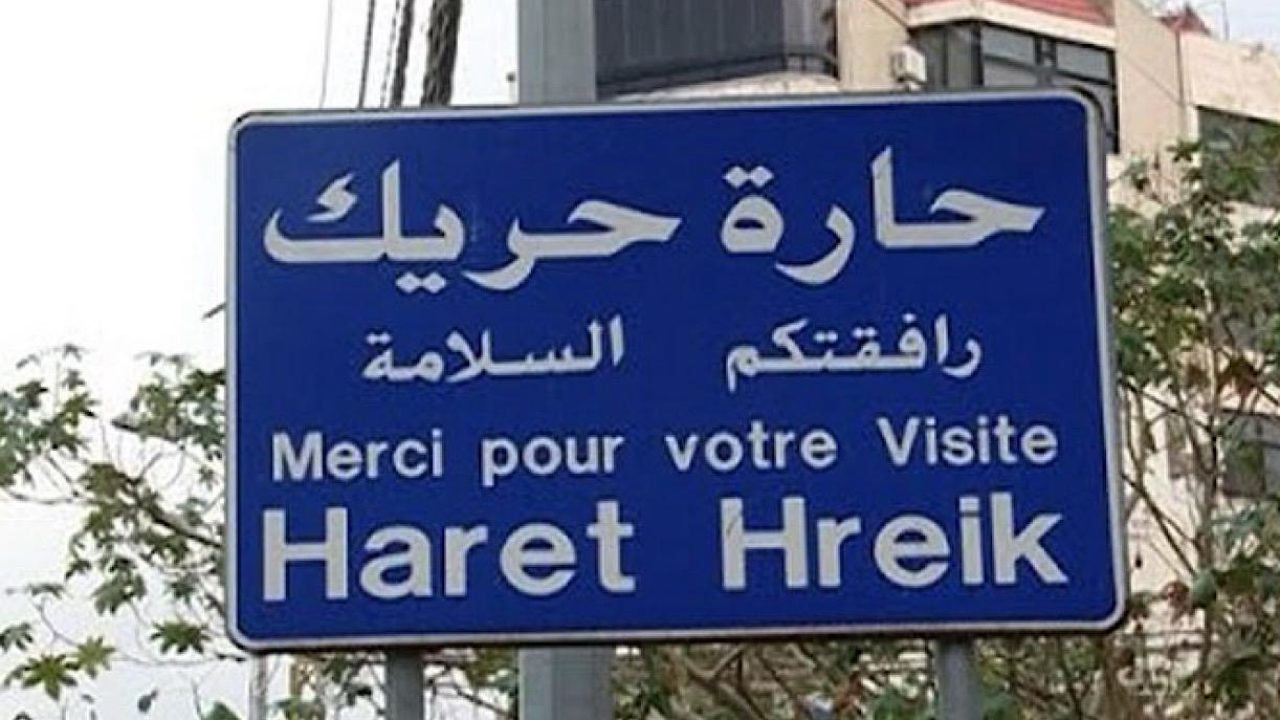 حارة حريك
رافقتكم السلامة
Merci pour votre Visite
Haret Hreik